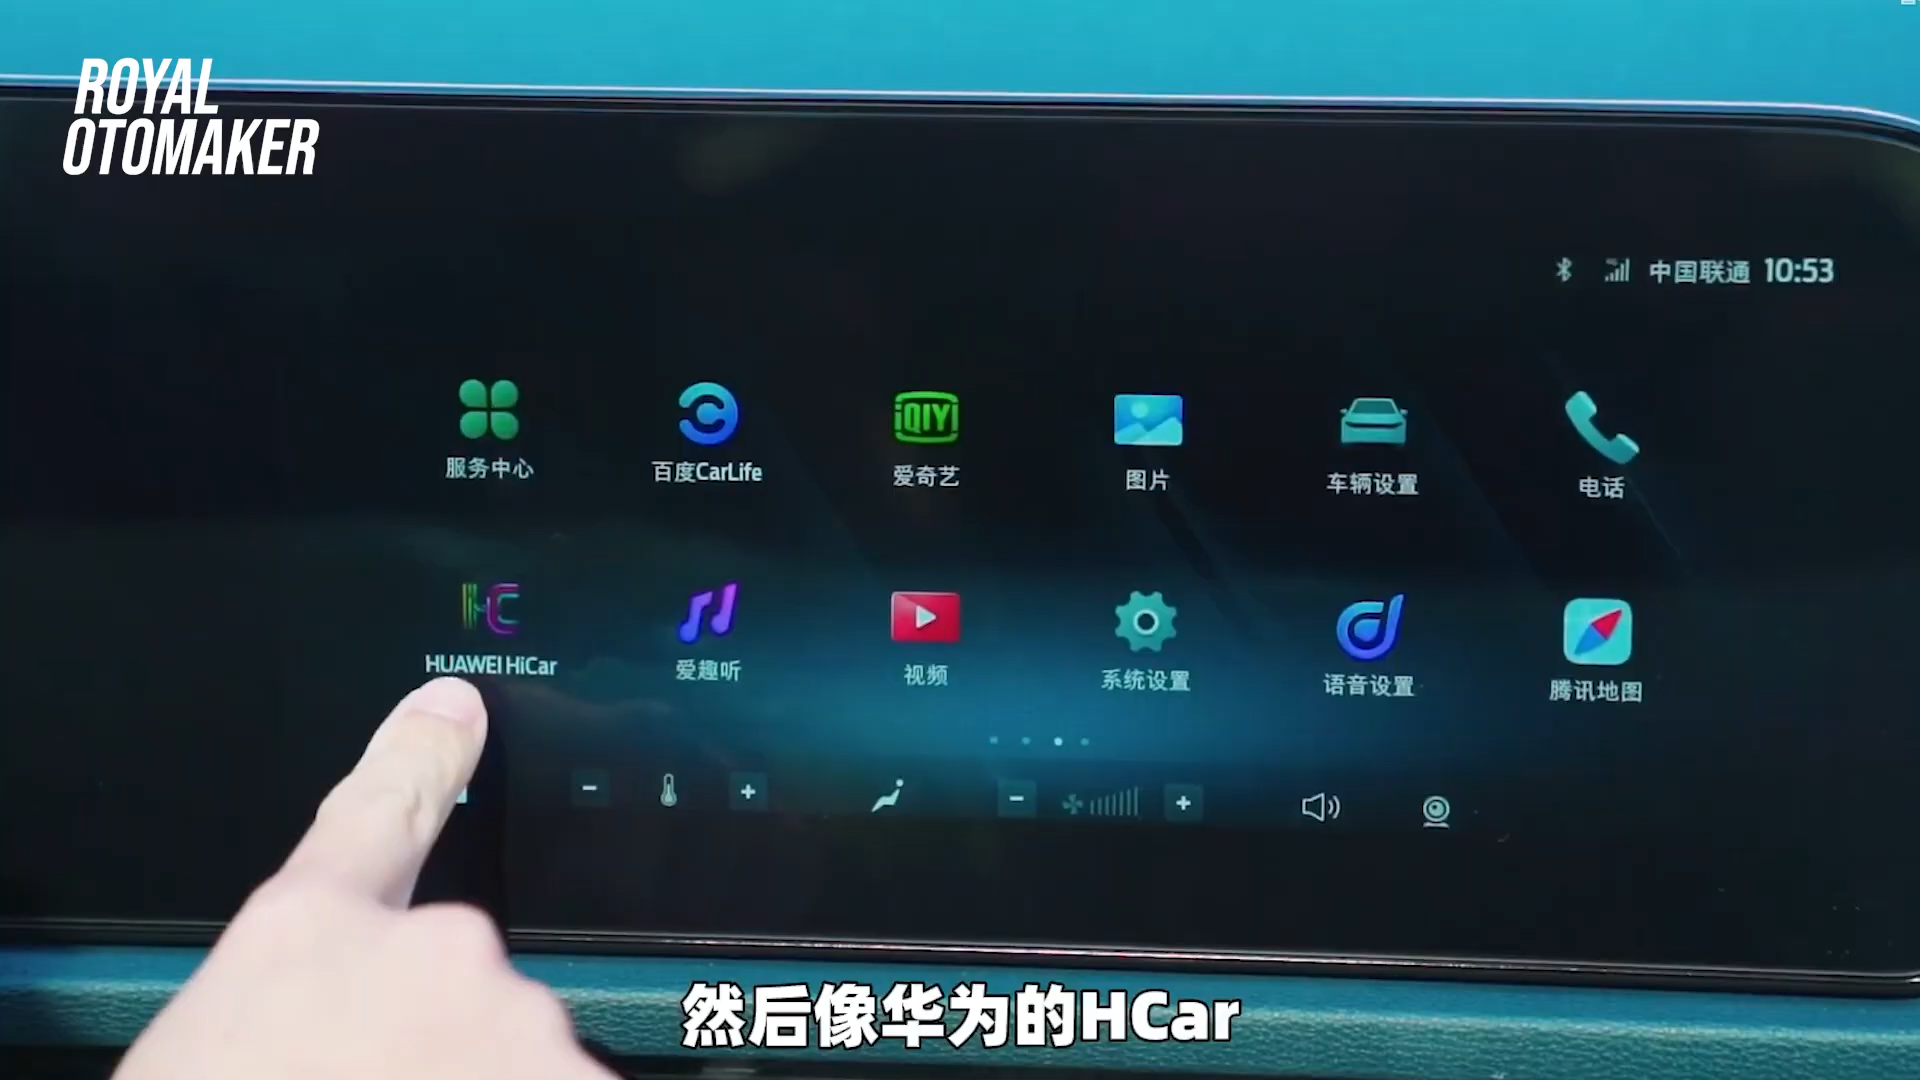 ROYAL
OTOMAKER
中国联通 10:53
服务中心
百度CarLife
iQIYI
爱奇艺
图片
车辆设置
电话
HC
HUAWEI HiCar
爱趣听
视频
系统设置
语音设置
腾讯地图
然后像华为的HCar